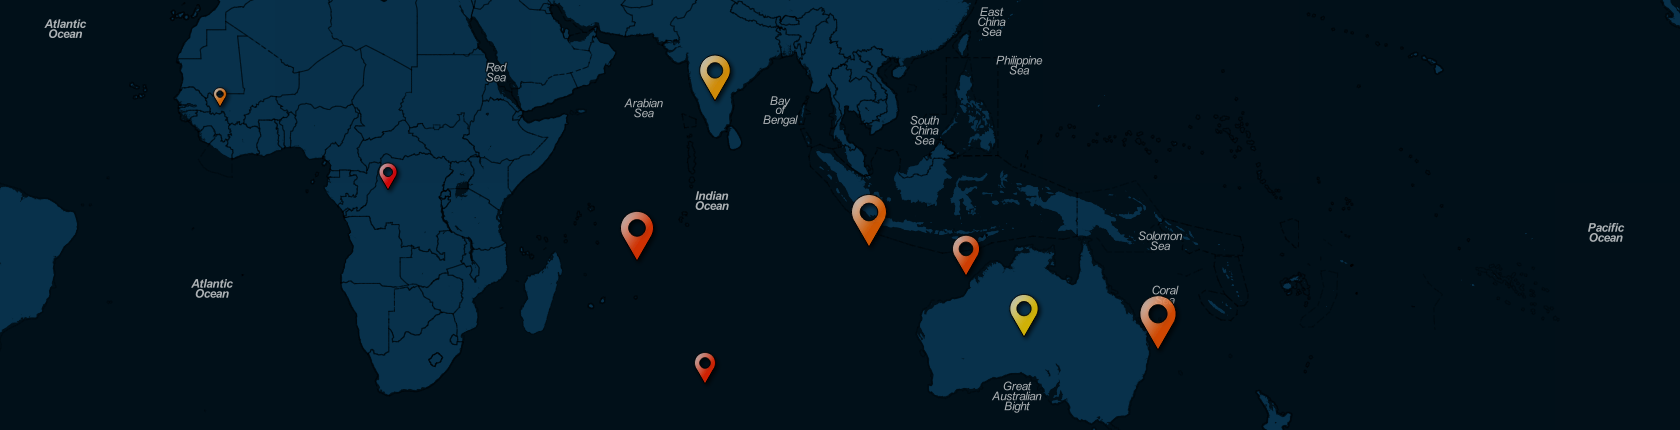 Atlantic
Ocean
East
China
Sea
Red
Sea
Philippine
Sea
Arabian
Sea
Bay
of
Bengal
South
China
Sea
Indian
Ocean
Solomon
Sea
Pacific
Ocean
Atlantic
Ocean
Coral
Great
Australian
Bight